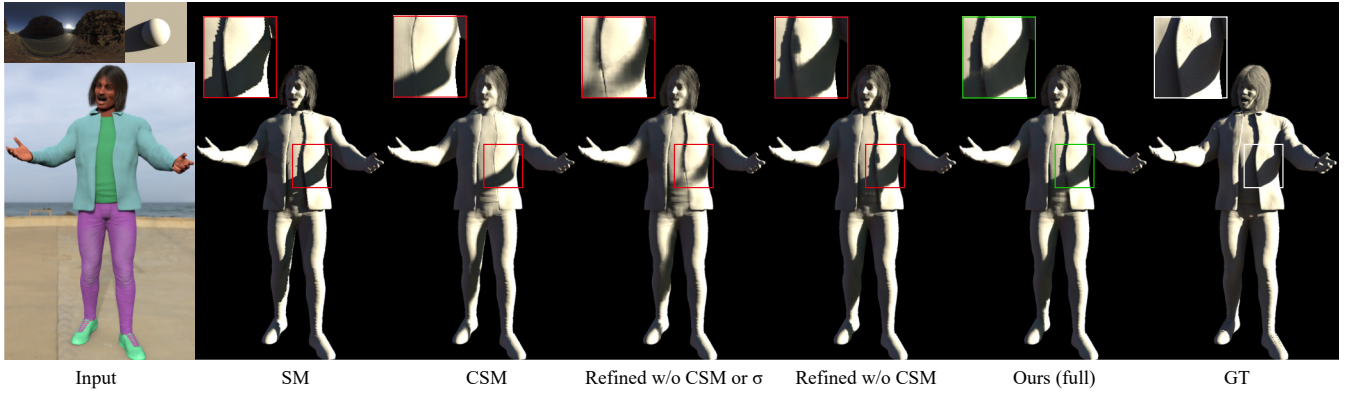 Input
SM
CSM
Refined w/o CSM or σ
Refined w/o CSM
Ours (full)
GT